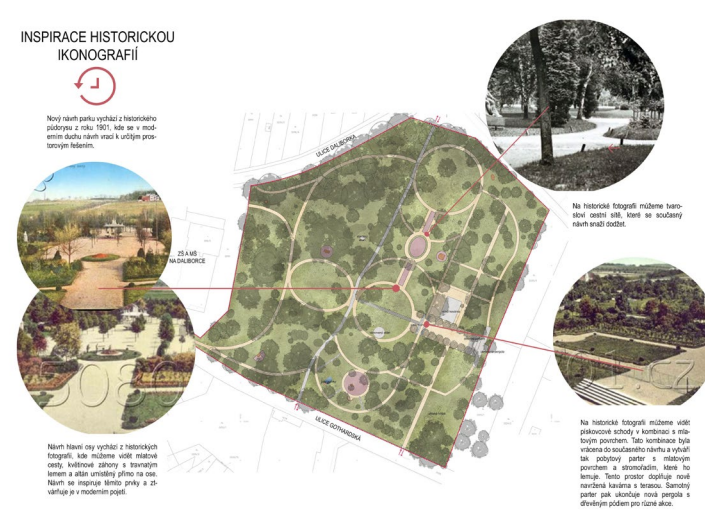 INSPIRACE HISTORICKOU
IKONOGRAFIÍ
Nový návrh parku vychází z historického
půdorysu z roku 1901, kde se v mod-
erním duchu návrh vrací k určitým pros-
torovým řešením.
ULICE DALIBORKA
ZŠ A MŠ
NA DALIBORCE
Na historické fotografii můžeme tvaro-
sloví cestní sítě, které se současný
návrh snaží dodžet.
ULICE GOTHARDSKÁ
Návrh hlavní osy vychází z historických
fotografií, kde můžeme vidět mlatové
cesty, květinové záhony s travnatým
lemem a altán umístěný přímo na ose.
Návrh se inspiruje těmito prvky a zt-
várňuje je v moderním pojetí.
Na historické fotografii můžeme vidět
pískovcové schody v kombinaci s mla-
tovým povrchem. Tato kombinace byla
vrácena do současného návrhu a vytváří
tak pobytový parter s mlatovým
povrchem a stromořadím, které ho
lemuje. Tento prostor doplňuje nově
navržená kavárna s terasou. Samotný
parter pak ukončuje nová pergola s
dřevěným pódiem pro různé akce.